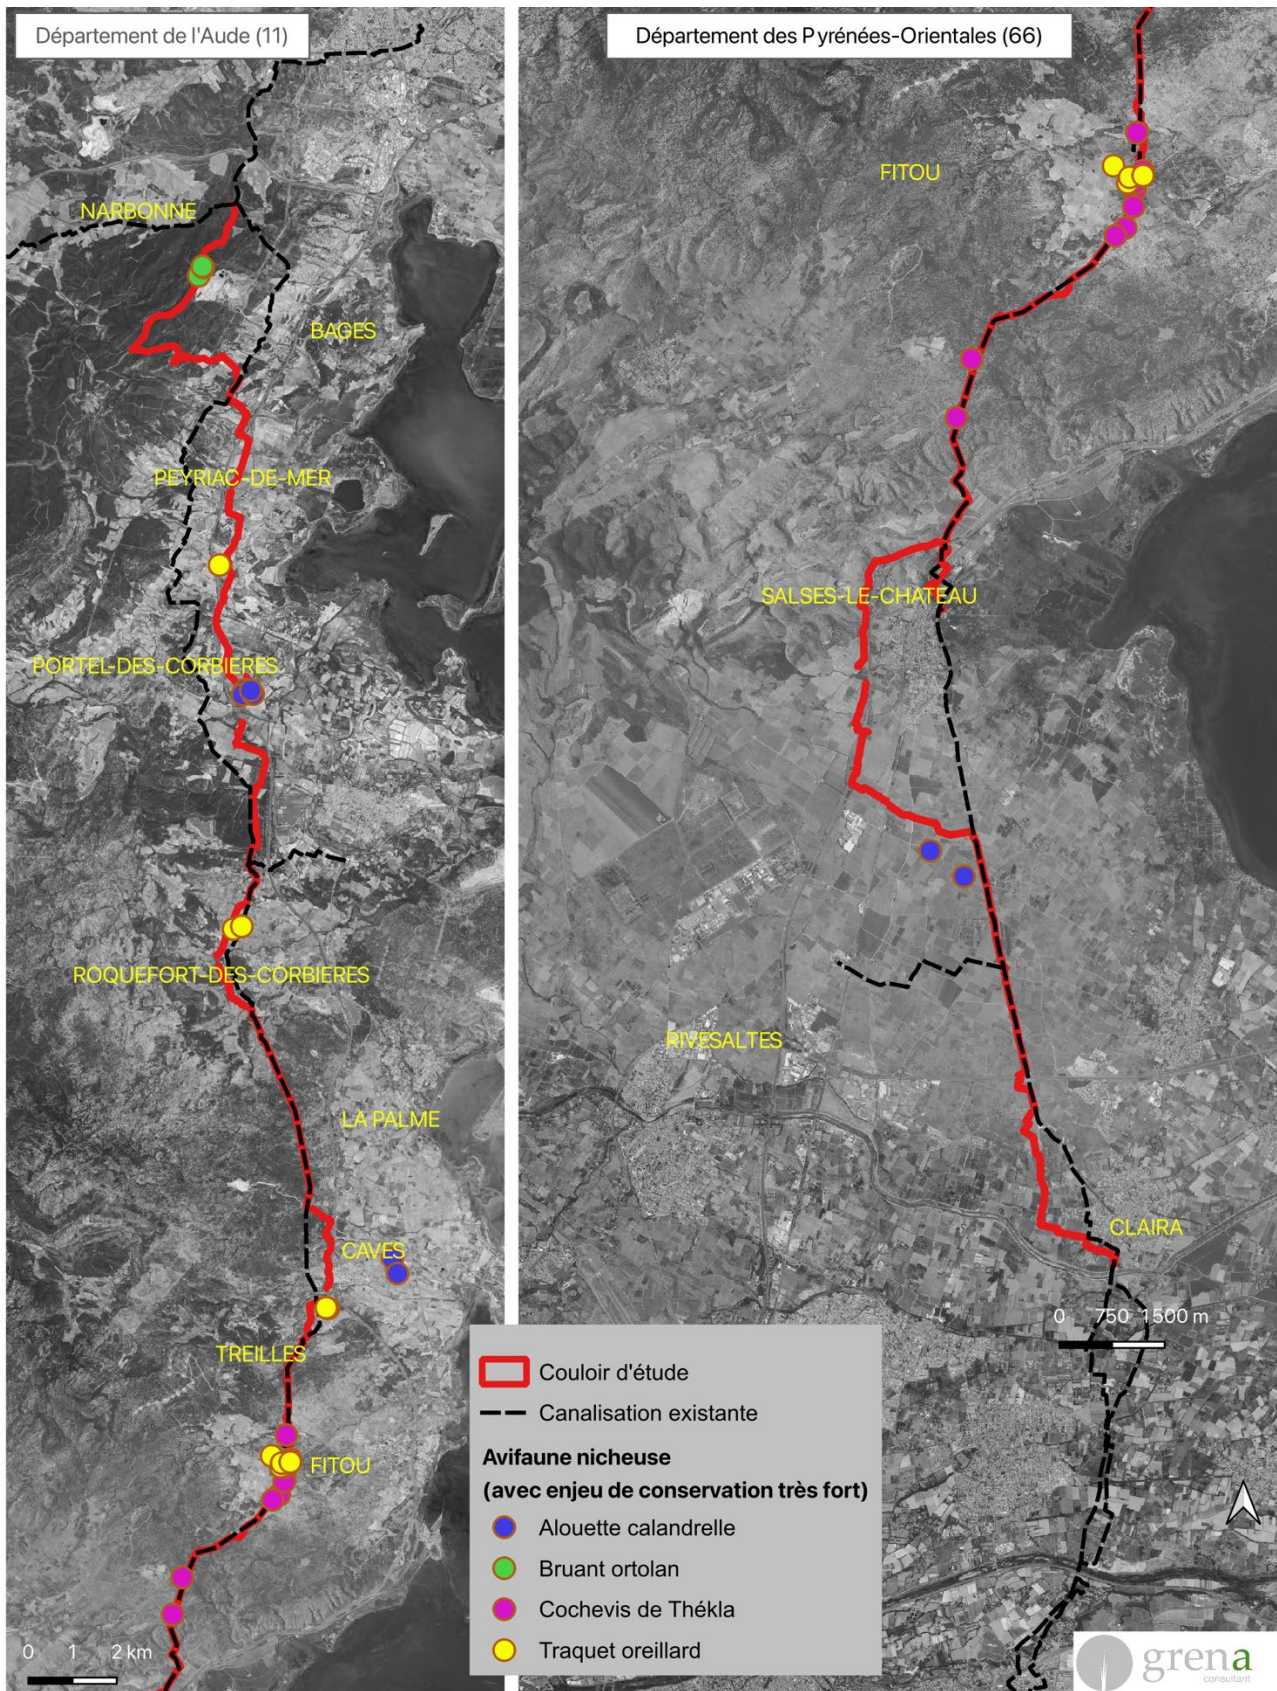 Département de l'Aude (11)
NARBONNE
BAGES
PEYRIAC-DE-MER
PORTEL-DES-CORBIERES
ROQUEFORT-DES-CORBIERES
LA PALME
CAVES
TREILLES
FITOU
0 1 2 km
Département des Pyrénées-Orientales (66)
FITOU
SALSES-LE-CHATEAU
RIVESALTES
CLAIRA
0 750 1500 m
Couloir d'étude
Canalisation existante
Avifaune nicheuse
(avec enjeu de conservation très fort)
Alouette calandrelle
Bruant ortolan
Cochevis de Thékla
Traquet oreillard
grena
consultant